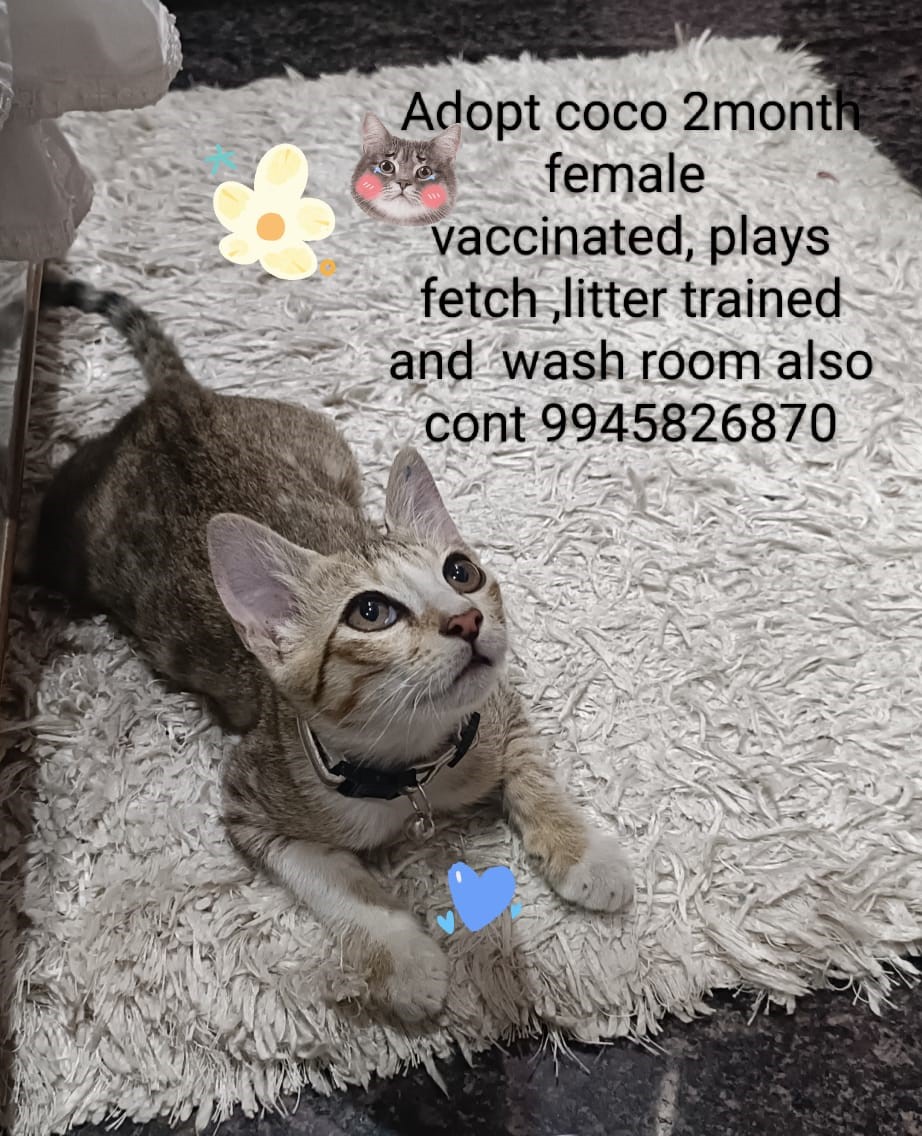 Adopt coco 2month
female
vaccinated, plays
fetch ,litter trained
and  wash room also
cont 9945826870